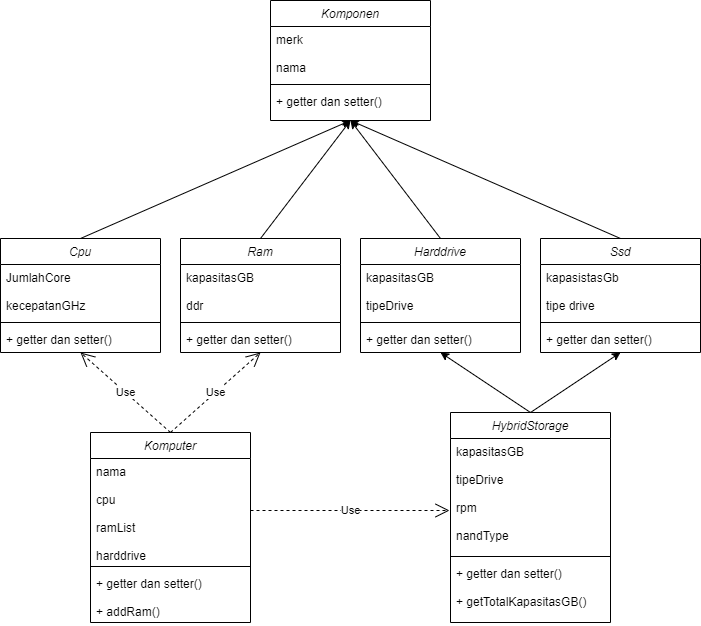 Komponen
merk
nama
+ getter dan setter()
Cpu
JumlahCore
kecepatanGHz
+ getter dan setter()
Ram
kapasitasGB
ddr
+ getter dan setter()
Harddrive
kapasitasGB
tipeDrive
+ getter dan setter()
Ssd
kapasistasGb
tipe drive
+ getter dan setter()
Use
Use
Komputer
nama
cpu
ramList
harddrive
+ getter dan setter()
+ addRam()
Use
HybridStorage
kapasitasGB
tipeDrive
rpm
nandType
+ getter dan setter()
+ getTotalKapasitasGB()